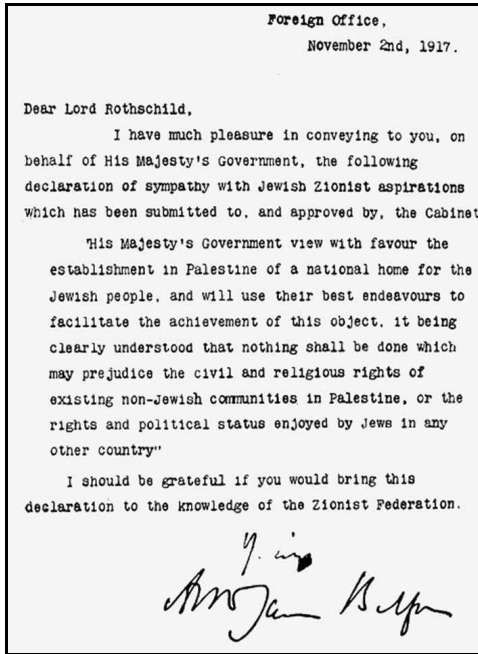 Foreign Office,
November 2nd, 1917.
Dear Lord Rothschild,
I have much pleasure in conveying to you, on
behalf of His Majesty's Government, the following
declaration of sympathy with Jewish Zionist aspirations
which has been submitted to, and approved by, the Cabinet
"His Majesty's Government view with favour the
establishment in Palestine of a national home for the
Jewish people, and will use their best endeavours to
facilitate the achievement of this object, it being
clearly understood that nothing shall be done which
may prejudice the civil and religious rights of
existing non-Jewish communities in Palestine, or the
rights and political status enjoyed by Jews in any
other country"
I should be grateful if you would bring this
declaration to the knowledge of the Zionist Federation.